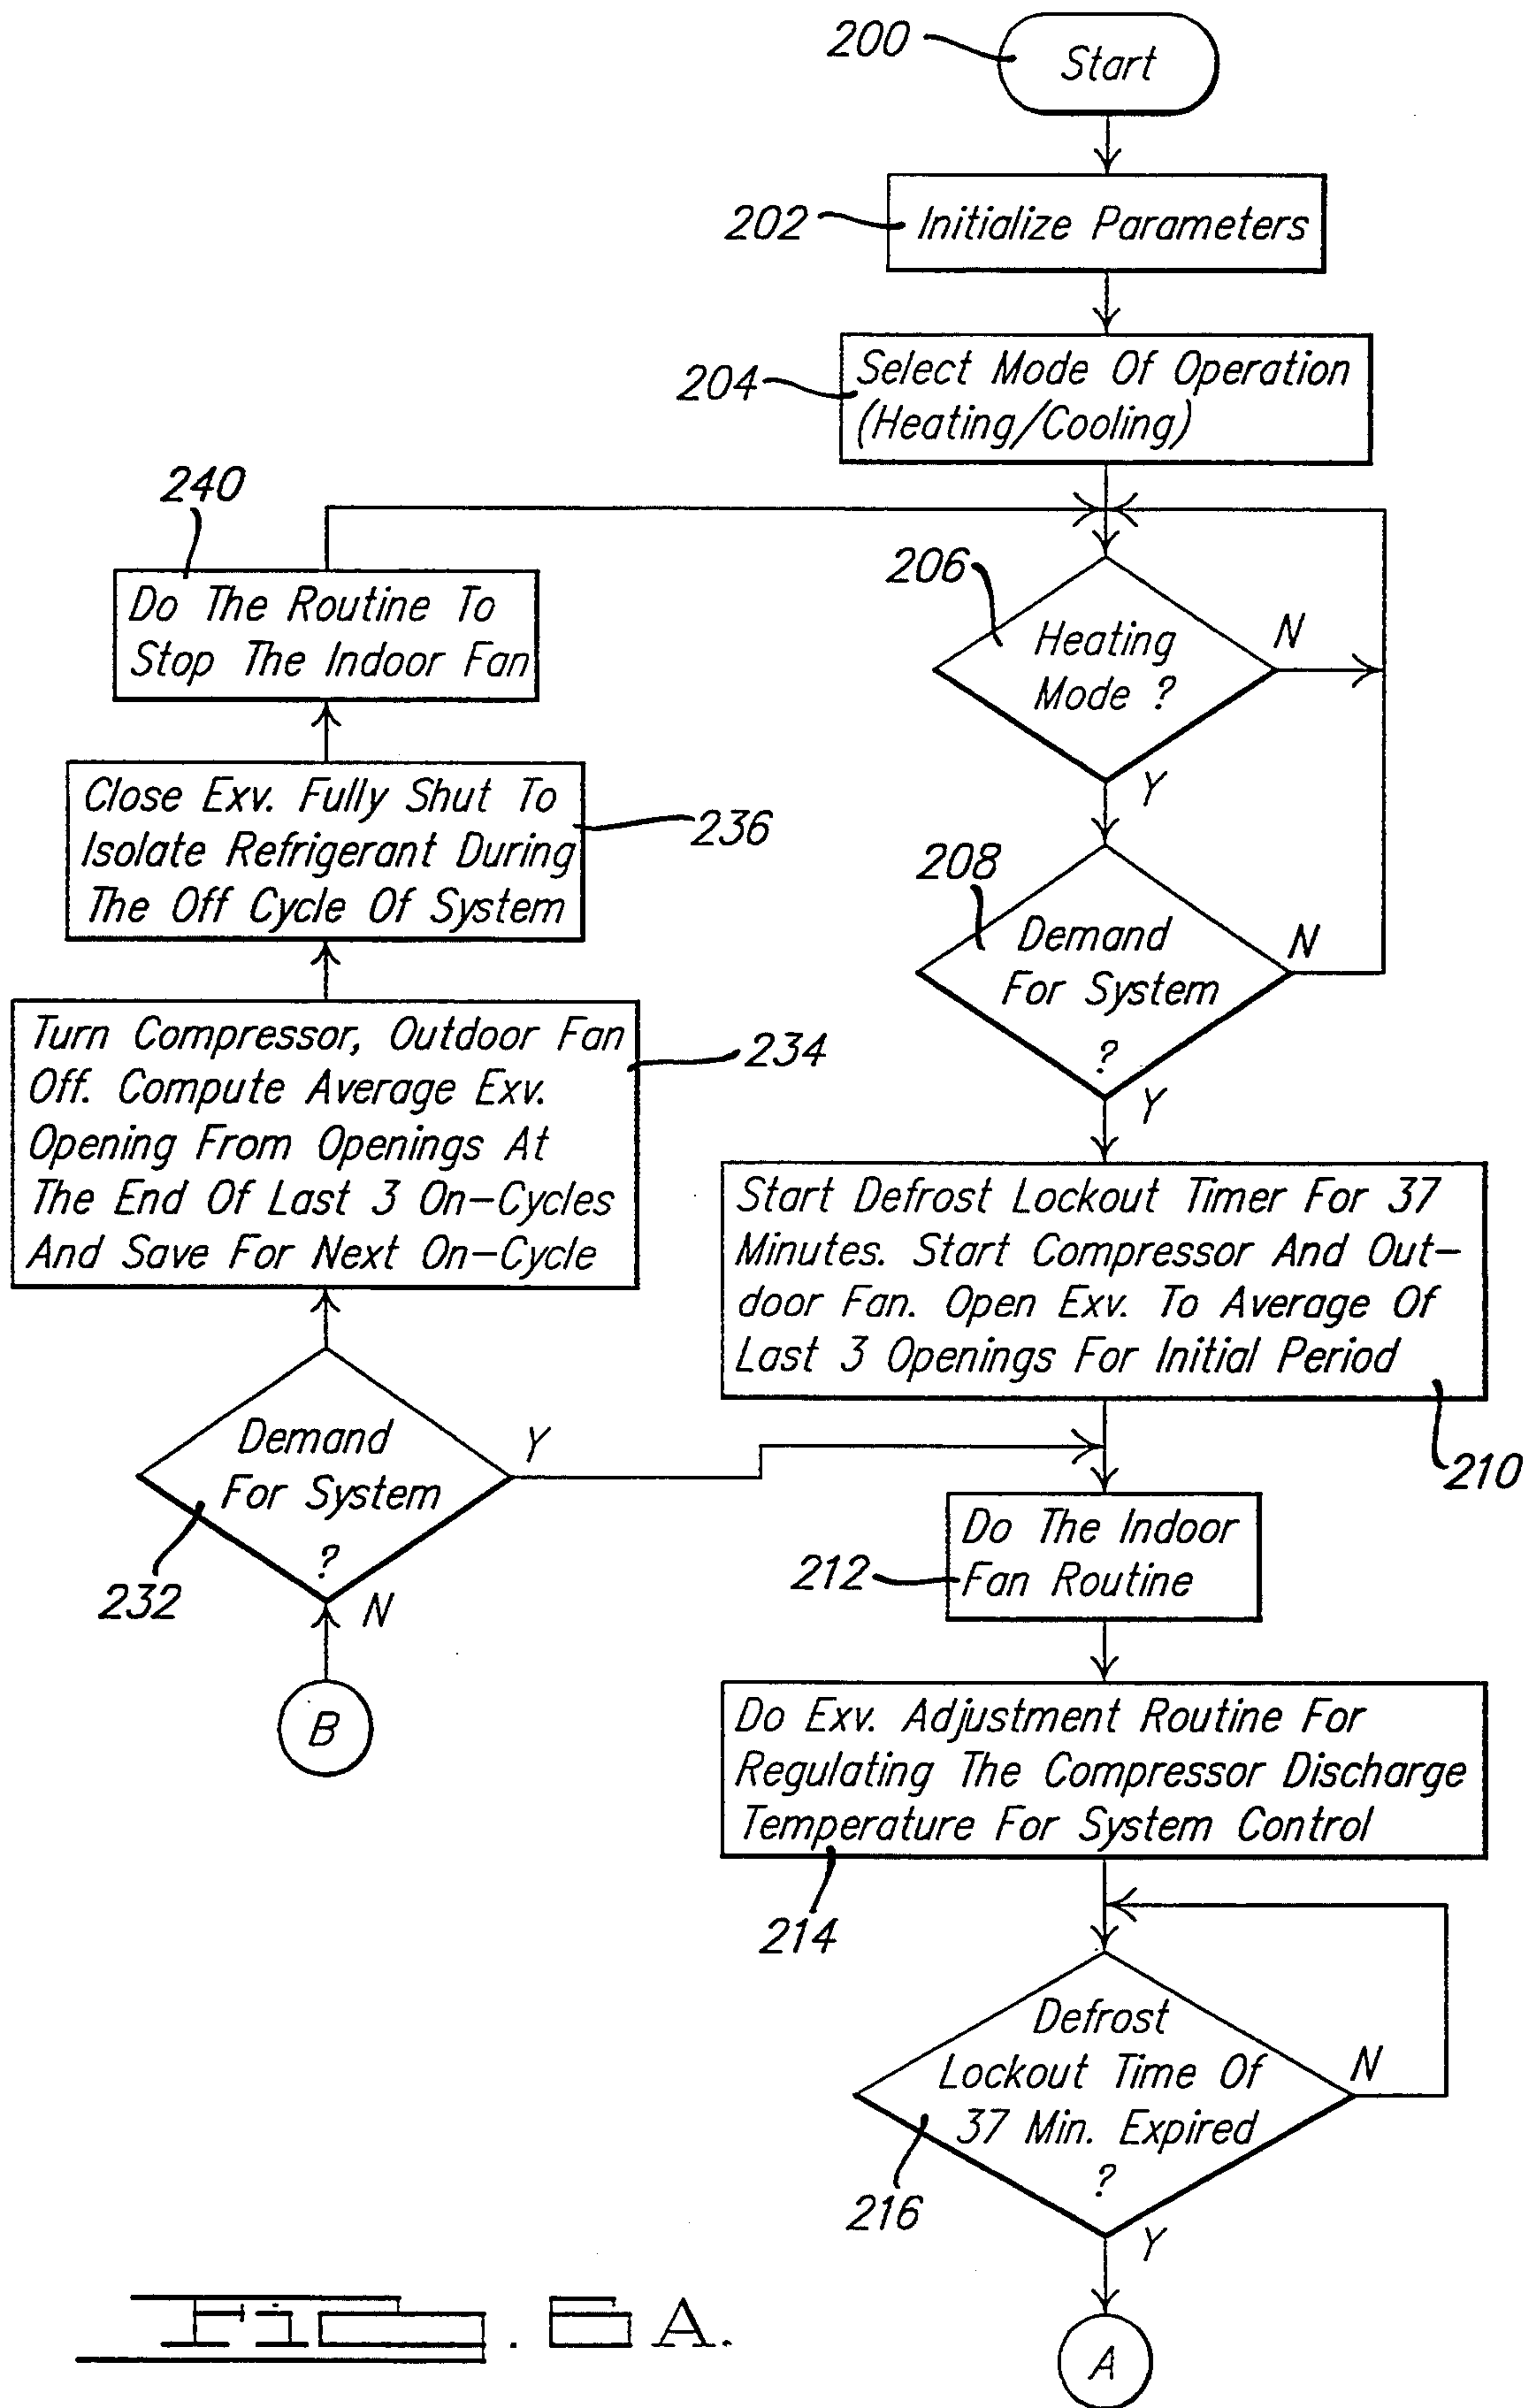 200
Start
202
Initialize Parameters
204
Select Mode Of Operation
(Heating/Cooling)
240
Do The Routine To
Stop The Indoor Fan
206
Heating
Mode ?
N
Y
Close Exv. Fully Shut To
Isolate Refrigerant During
The Off Cycle Of System
236
208
Demand
For System
?
N
Y
Turn Compressor, Outdoor Fan
Off. Compute Average Exv.
Opening From Openings At
The End Of Last 3 On-Cycles
And Save For Next On-Cycle
234
Start Defrost Lockout Timer For 37
Minutes. Start Compressor And Out-
door Fan. Open Exv. To Average Of
Last 3 Openings For Initial Period
210
Demand
For System
?
Y
232
N
B
Do The Indoor
Fan Routine
212
Do Exv. Adjustment Routine For
Regulating The Compressor Discharge
Temperature For System Control
214
Defrost
Lockout Time Of
37 Min. Expired
?
N
216
Y
A
FIG. 6A.